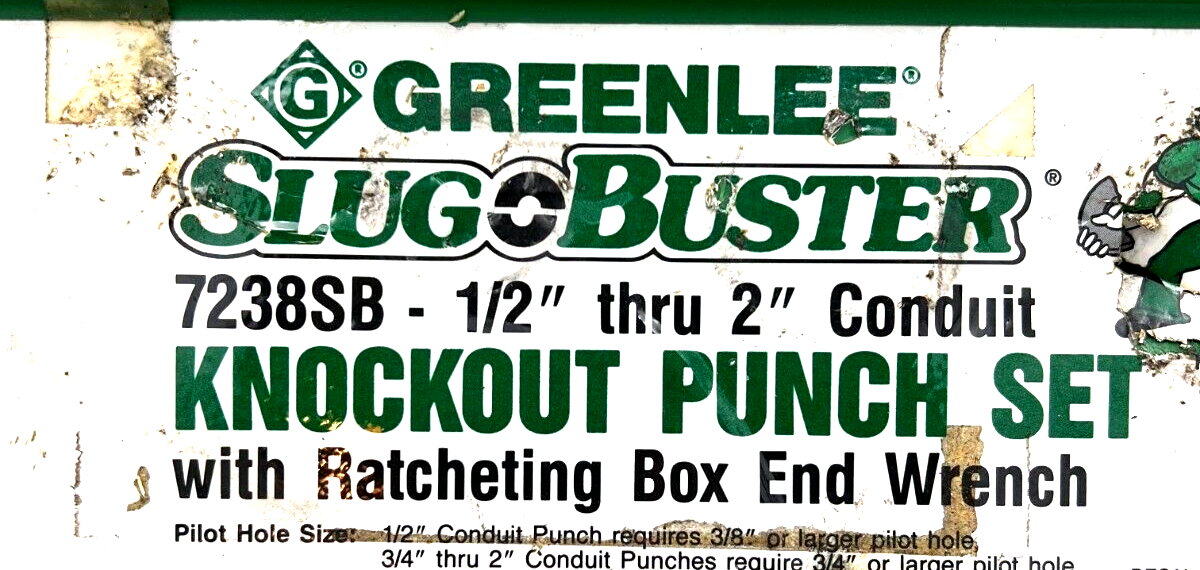 G® GREENLEE®
SLUG BUSTER®
7238SB - 1/2″ thru 2″ Conduit
KNOCKOUT PUNCH SET
with Ratcheting Box End Wrench
Pilot Hole Size: 1/2″ Conduit Punch requires 3/8″ or larger pilot hole,
3/4″ thru 2″ Conduit Punches require 3/4″ or larger pilot hole